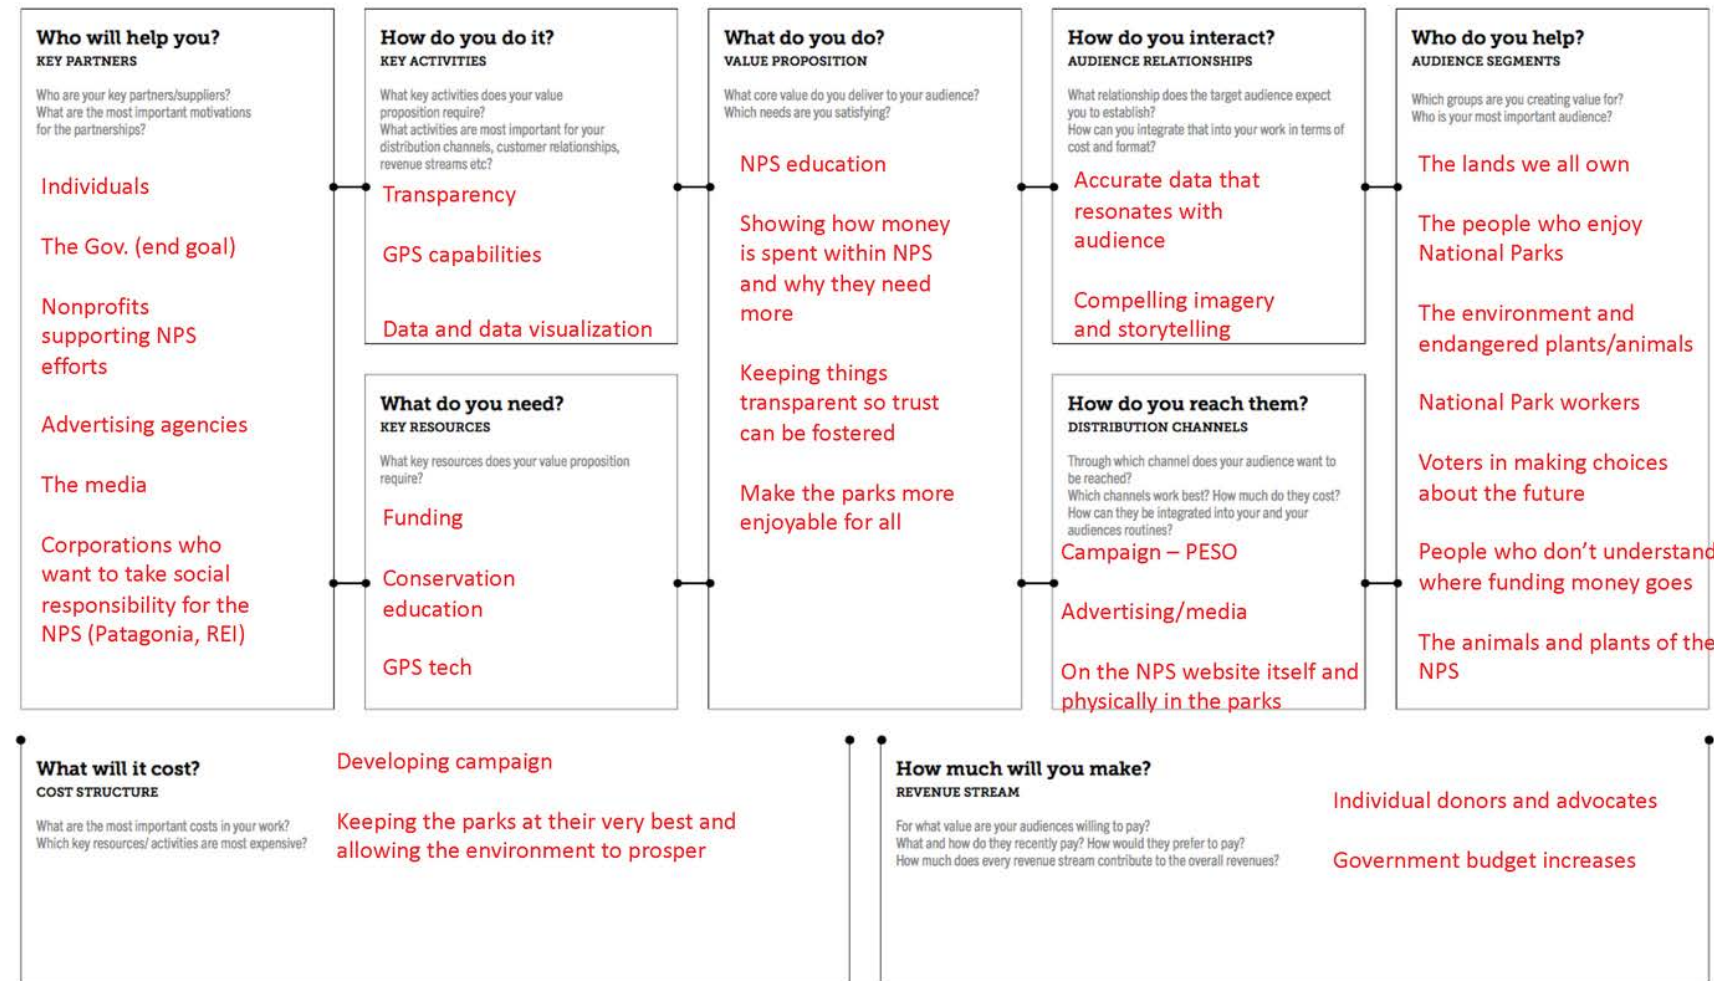 Who will help you?
KEY PARTNERS
Who are your key partners/suppliers?
What are the most important motivations
for the partnerships?
Individuals
The Gov. (end goal)
Nonprofits
supporting NPS
efforts
Advertising agencies
The media
Corporations who
want to take social
responsibility for the
NPS (Patagonia, REI)
How do you do it?
KEY ACTIVITIES
What key activities does your value
proposition require?
What activities are most important for your
distribution channels, customer relationships,
revenue streams etc?
Transparency
GPS capabilities
Data and data visualization
What do you need?
KEY RESOURCES
What key resources does your value proposition
require?
Funding
Conservation
education
GPS tech
What do you do?
VALUE PROPOSITION
What core value do you deliver to your audience?
Which needs are you satisfying?
NPS education
Showing how money
is spent within NPS
and why they need
more
Keeping things
transparent so trust
can be fostered
Make the parks more
enjoyable for all
How do you interact?
AUDIENCE RELATIONSHIPS
What relationship does the target audience expect
you to establish?
How can you integrate that into your work in terms of
cost and format?
Accurate data that
resonates with
audience
Compelling imagery
and storytelling
How do you reach them?
DISTRIBUTION CHANNELS
Through which channel does your audience want to
be reached?
Which channels work best? How much do they cost?
How can they be integrated into your and your
audiences routines?
Campaign – PESO
Advertising/media
On the NPS website itself and
physically in the parks
Who do you help?
AUDIENCE SEGMENTS
Which groups are you creating value for?
Who is your most important audience?
The lands we all own
The people who enjoy
National Parks
The environment and
endangered plants/animals
National Park workers
Voters in making choices
about the future
People who don't understand
where funding money goes
The animals and plants of the
NPS
What will it cost?
COST STRUCTURE
What are the most important costs in your work?
Which key resources/ activities are most expensive?
Developing campaign
Keeping the parks at their very best and
allowing the environment to prosper
How much will you make?
REVENUE STREAM
For what value are your audiences willing to pay?
What and how do they recently pay? How would they prefer to pay?
How much does every revenue stream contribute to the overall revenues?
Individual donors and advocates
Government budget increases